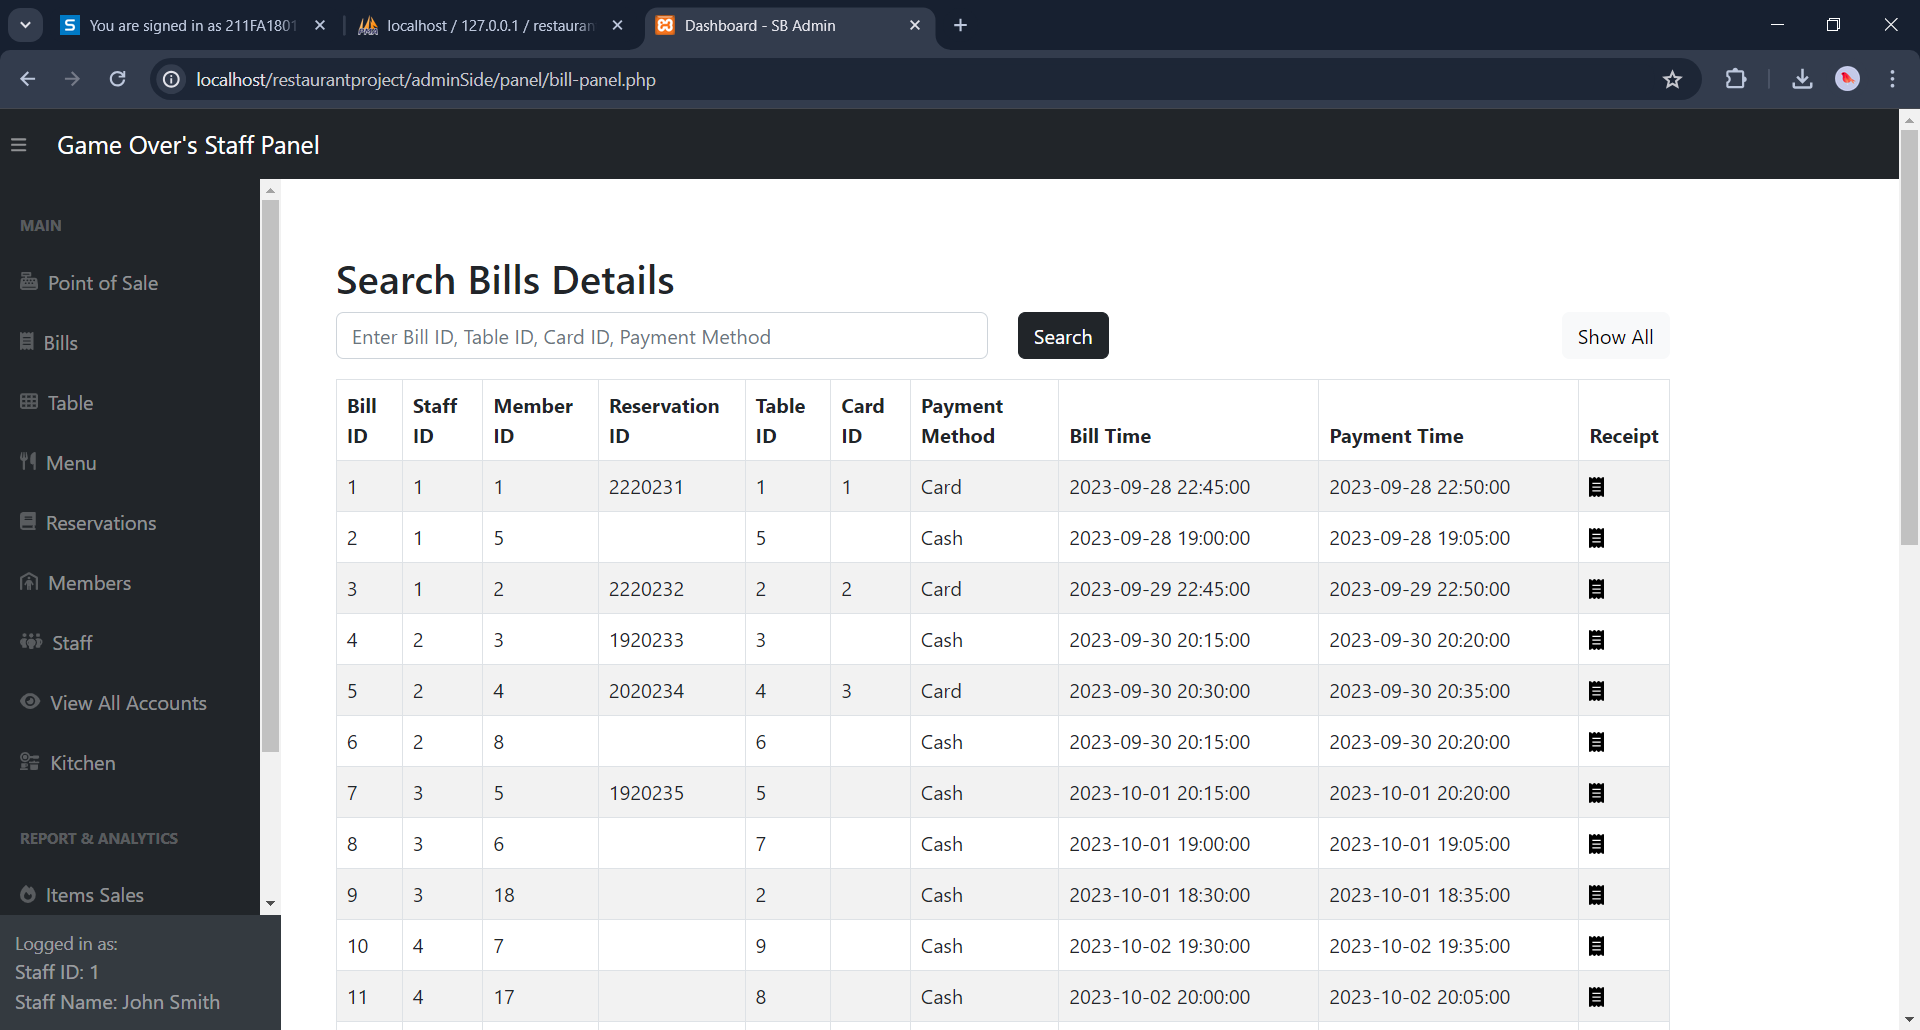 You are signed in as 211FA1801
localhost / 127.0.0.1 / restauran
Dashboard - SB Admin
localhost/restaurantproject/adminSide/panel/bill-panel.php
Game Over's Staff Panel
MAIN
Point of Sale
Bills
Table
Menu
Reservations
Members
Staff
View All Accounts
Kitchen
REPORT & ANALYTICS
Items Sales
Logged in as:
Staff ID: 1
Staff Name: John Smith
Search Bills Details
Enter Bill ID, Table ID, Card ID, Payment Method Search Show All
Bill ID Staff ID Member ID Reservation ID Table ID Card ID Payment Method Bill Time Payment Time Receipt
1 1 1 2220231 1 1 Card 2023-09-28 22:45:00 2023-09-28 22:50:00
2 1 5 5 Cash 2023-09-28 19:00:00 2023-09-28 19:05:00
3 1 2 2220232 2 2 Card 2023-09-29 22:45:00 2023-09-29 22:50:00
4 2 3 1920233 3 Cash 2023-09-30 20:15:00 2023-09-30 20:20:00
5 2 4 2020234 4 3 Card 2023-09-30 20:30:00 2023-09-30 20:35:00
6 2 8 6 Cash 2023-09-30 20:15:00 2023-09-30 20:20:00
7 3 5 1920235 5 Cash 2023-10-01 20:15:00 2023-10-01 20:20:00
8 3 6 7 Cash 2023-10-01 19:00:00 2023-10-01 19:05:00
9 3 18 2 Cash 2023-10-01 18:30:00 2023-10-01 18:35:00
10 4 7 9 Cash 2023-10-02 19:30:00 2023-10-02 19:35:00
11 4 17 8 Cash 2023-10-02 20:00:00 2023-10-02 20:05:00